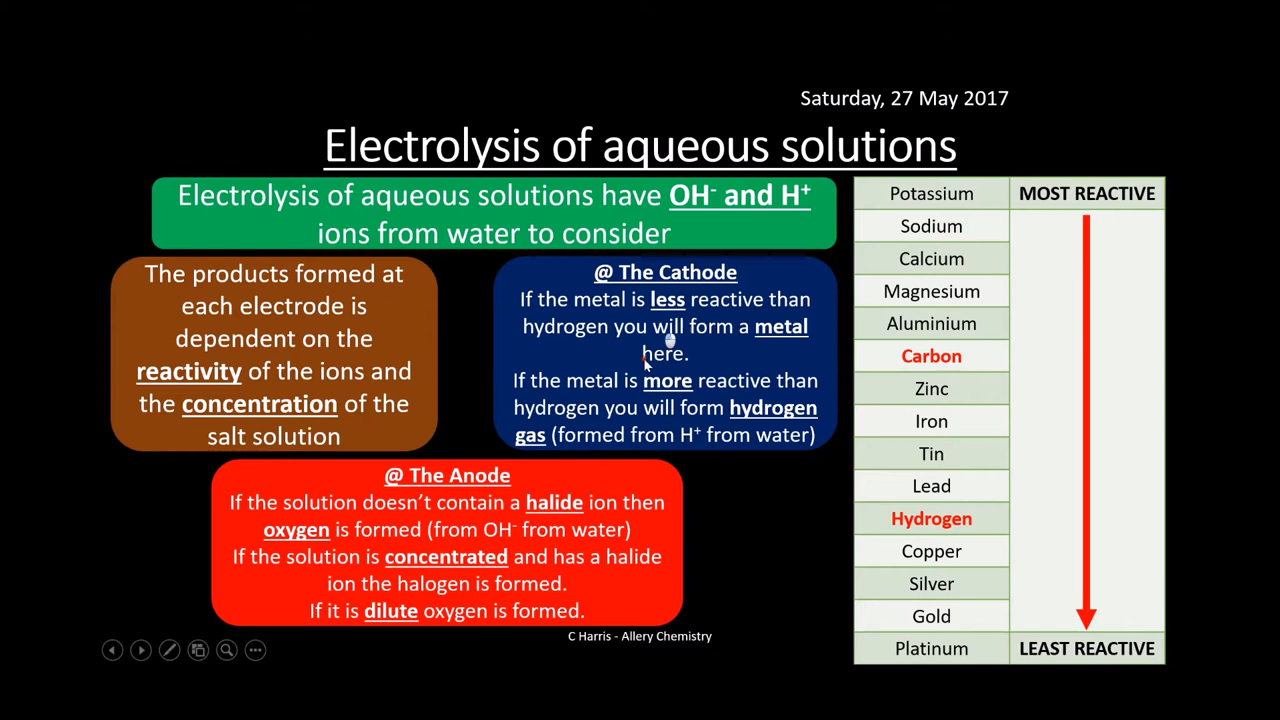 Saturday, 27 May 2017
Electrolysis of aqueous solutions
Electrolysis of aqueous solutions have OH⁻ and H⁺
ions from water to consider
The products formed at
each electrode is
dependent on the
reactivity of the ions and
the concentration of the
salt solution
@ The Cathode
If the metal is less reactive than
hydrogen you will form a metal
here.
If the metal is more reactive than
hydrogen you will form hydrogen
gas (formed from H⁺ from water)
@ The Anode
If the solution doesn’t contain a halide ion then
oxygen is formed (from OH⁻ from water)
If the solution is concentrated and has a halide
ion the halogen is formed.
If it is dilute oxygen is formed.
C Harris - Allery Chemistry
Potassium MOST REACTIVE
Sodium
Calcium
Magnesium
Aluminium
Carbon
Zinc
Iron
Tin
Lead
Hydrogen
Copper
Silver
Gold
Platinum LEAST REACTIVE